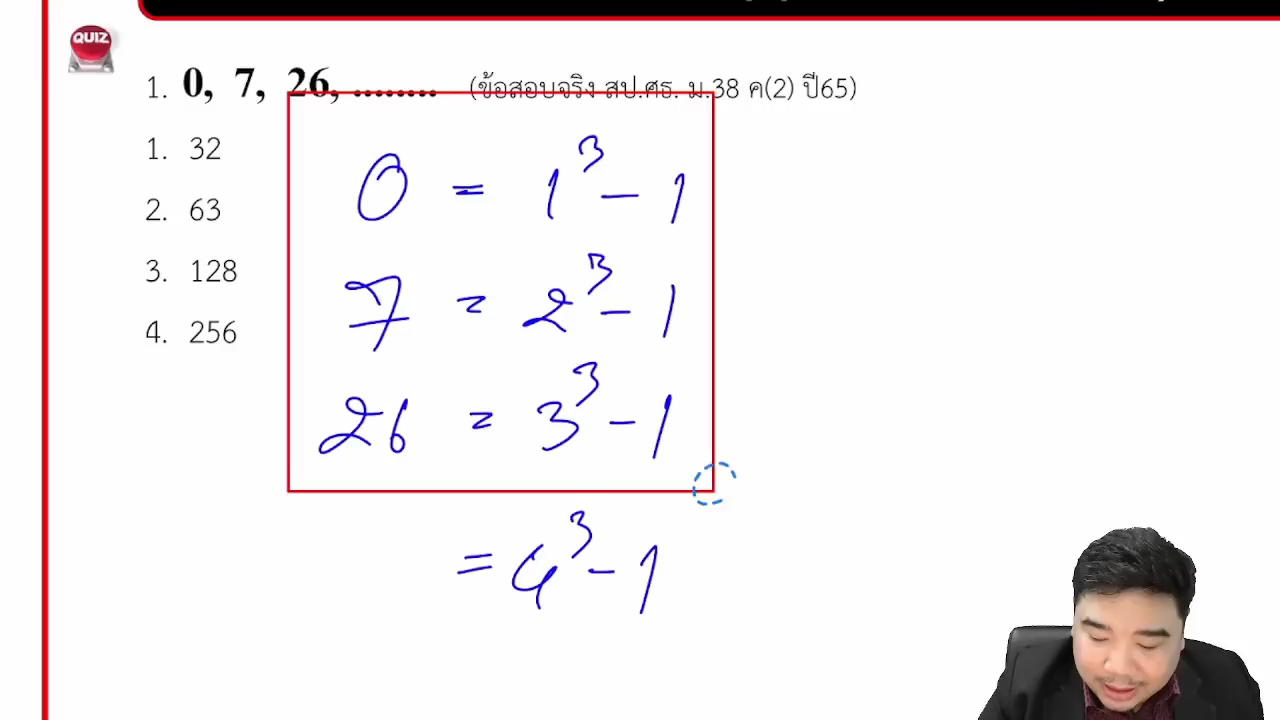 QUIZ
1. 0, 7, 26, ........ (ข้อสอบจริง สป.ศธ. ม.38 ค(2) ปี65)
1. 32
2. 63
3. 128
4. 256
0 = 1³ - 1
7 = 2³ - 1
26 = 3³ - 1
= 4³ - 1